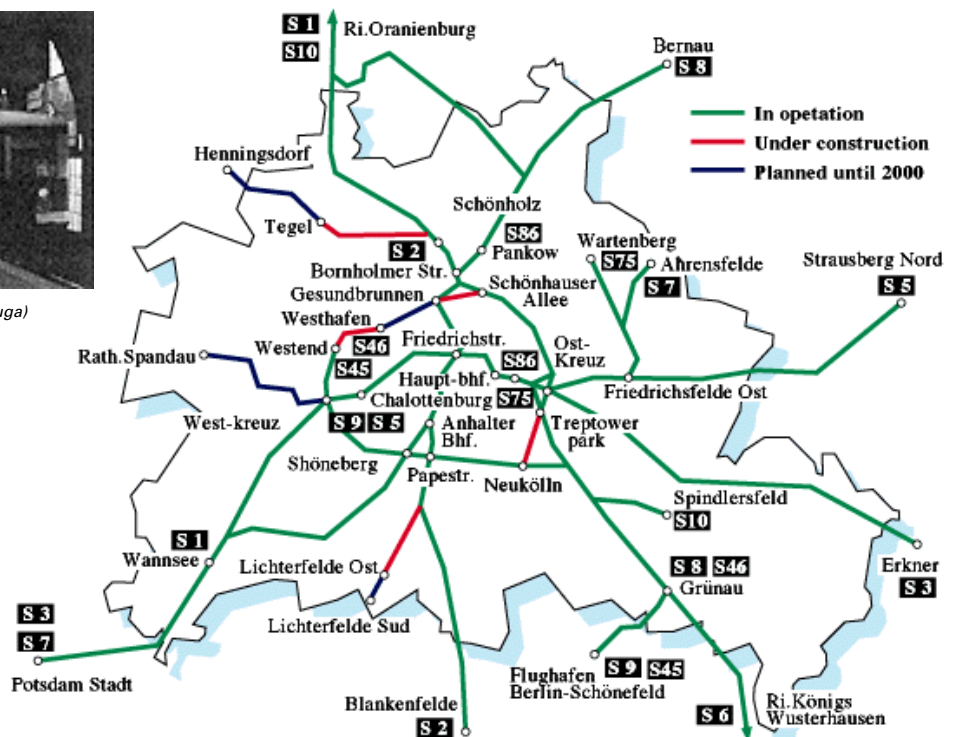 S 1
S10
Ri.Oranienburg
Bernau
S 8
In opetation
Under construction
Planned until 2000
Henningsdorf
Tegel
Schönholz
S86
Pankow
S 2
Wartenberg
S75
Ahrensfelde
S 7
Strausberg Nord
S 5
Bornholmer Str.
Gesundbrunnen
Schönhauser
Allee
uga)
Westhafen
Westend
S46
S45
Friedrichstr.
Rath.Spandau
Haupt-bhf.
Chalottenburg
S86
S75
Ost-
Kreuz
Friedrichsfelde Ost
West-kreuz
S 9
S 5
Anhalter
Bhf.
Treptower
park
Shöneberg
Papestr.
Neukölln
Spindlersfeld
S10
S 1
Wannsee
Lichterfelde Ost
Lichterfelde Sud
S 8
S46
Grünau
Erkner
S 3
S 3
S 7
Potsdam Stadt
Flughafen
Berlin-Schönefeld
S 9
S45
Blankenfelde
S 2
S 6
Ri.Königs
Wusterhausen